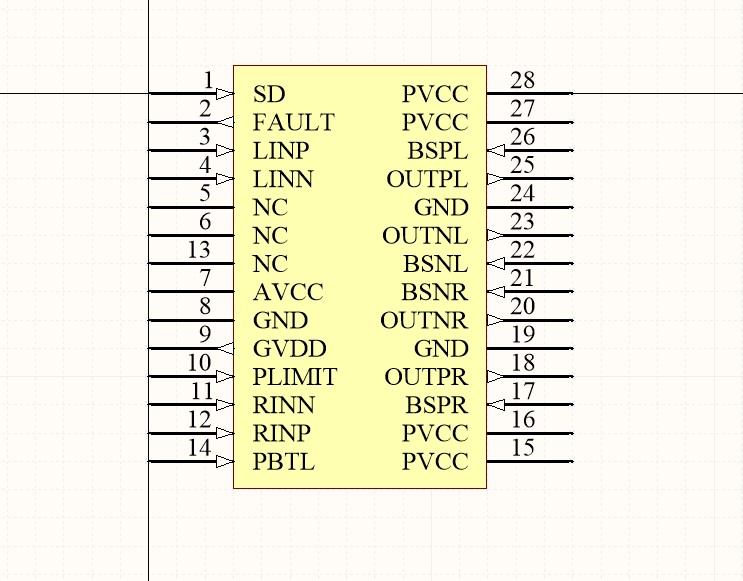 1 SD PVCC 28
2 FAULT PVCC 27
3 LINP BSPL 26
4 LINN OUTPL 25
5 NC GND 24
6 NC OUTNL 23
13 NC BSNL 22
7 AVCC BSNR 21
8 GND OUTNR 20
9 GVDD GND 19
10 PLIMIT OUTPR 18
11 RINN BSPR 17
12 RINP PVCC 16
14 PBTL PVCC 15